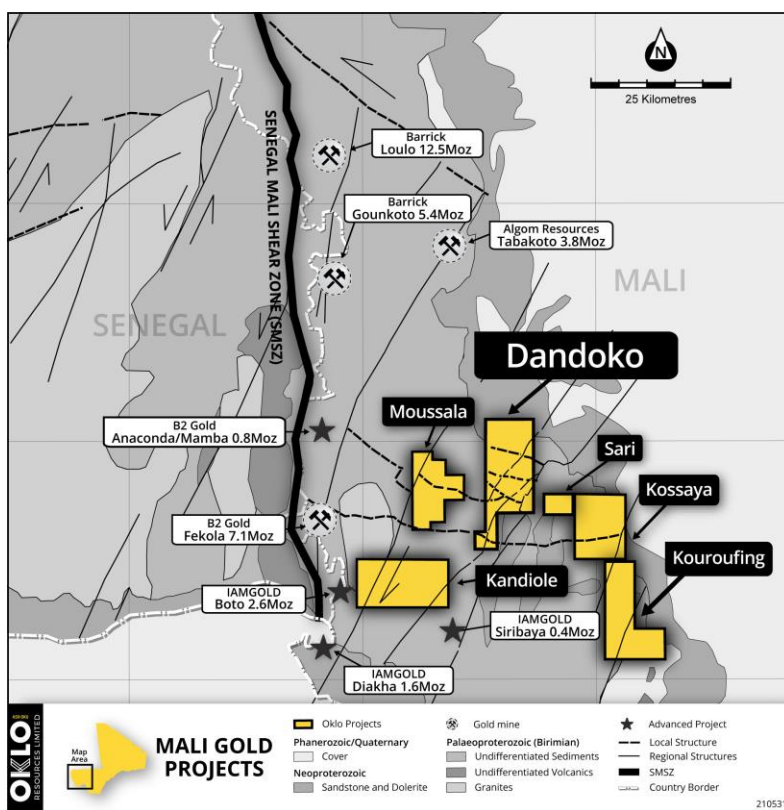 N
25 Kilometres
SENEGAL MALI SHEAR ZONE (SMSZ)
Barrick
Loulo 12.5Moz
Barrick
Gounkoto 5.4Moz
Algom Resources
Tabakoto 3.8Moz
SENEGAL
MALI
Dandoko
Moussala
B2 Gold
Anaconda/Mamba 0.8Moz
Sari
Kossaya
B2 Gold
Fekola 7.1Moz
Kouroufing
Kandiole
IAMGOLD
Boto 2.6Moz
IAMGOLD
Siribaya 0.4Moz
IAMGOLD
Diakha 1.6Moz
OKLO
RESOURCES LIMITED
Map
Area
MALI GOLD
PROJECTS
Oklo Projects
Phanerozoic/Quaternary
Cover
Neoproterozoic
Sandstone and Dolerite
Gold mine
Palaeoproterozoic (Birimian)
Undifferentiated Sediments
Undifferentiated Volcanics
Granites
Advanced Project
Local Structure
Regional Structures
SMSZ
Country Border